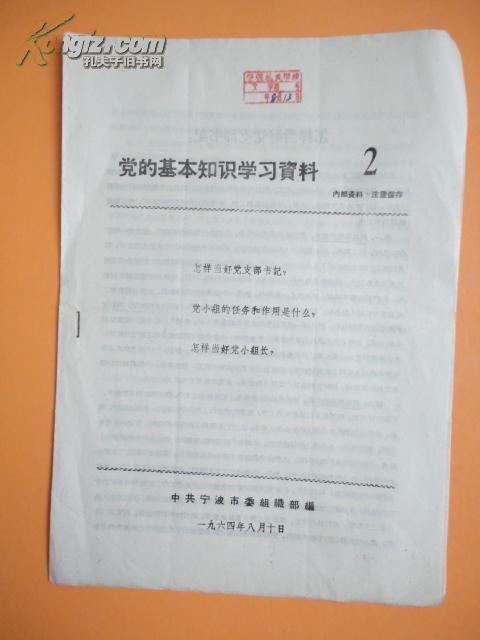 Kongfz.com
孔夫子旧书网
党的基本知识学习資料
2
内部資料·注意保存
怎样当好党支部书記?
党小組的任务和作用是什么?
怎样当好党小組长?
中共宁波市委組織部編
一九六四年八月十日